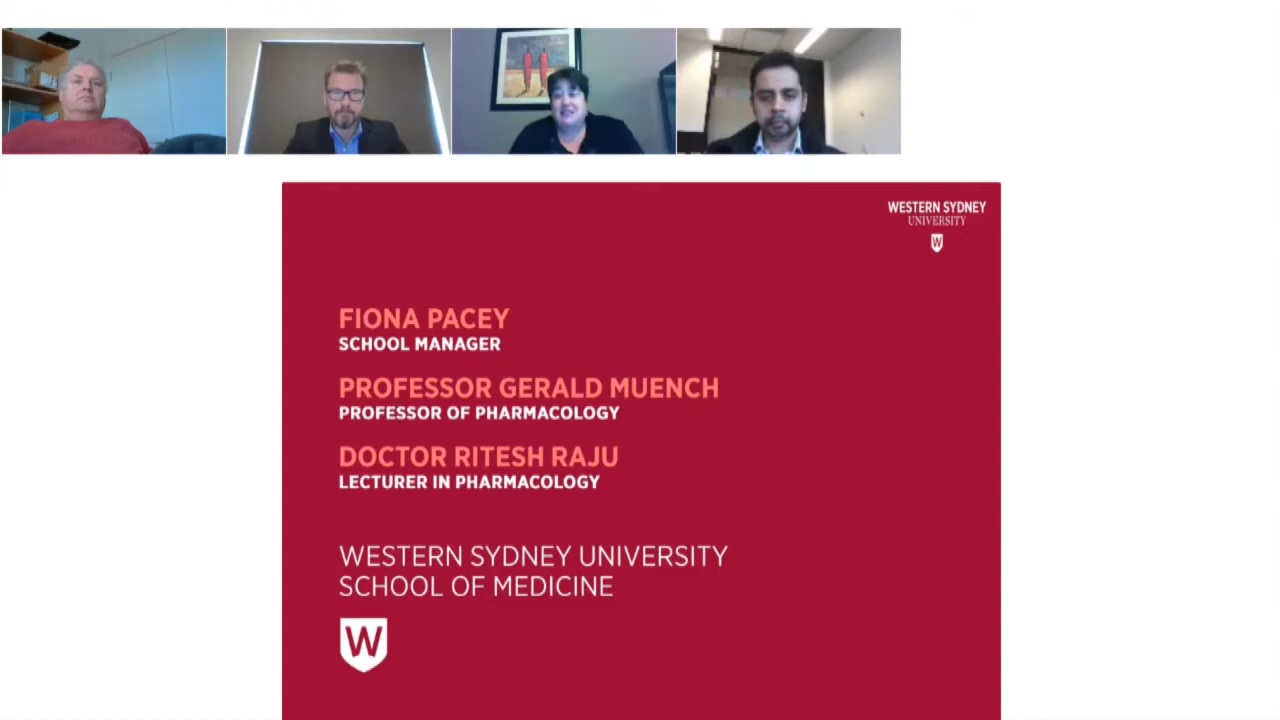 WESTERN SYDNEY
UNIVERSITY
W
FIONA PACEY
SCHOOL MANAGER
PROFESSOR GERALD MUENCH
PROFESSOR OF PHARMACOLOGY
DOCTOR RITESH RAJU
LECTURER IN PHARMACOLOGY
WESTERN SYDNEY UNIVERSITY
SCHOOL OF MEDICINE
W